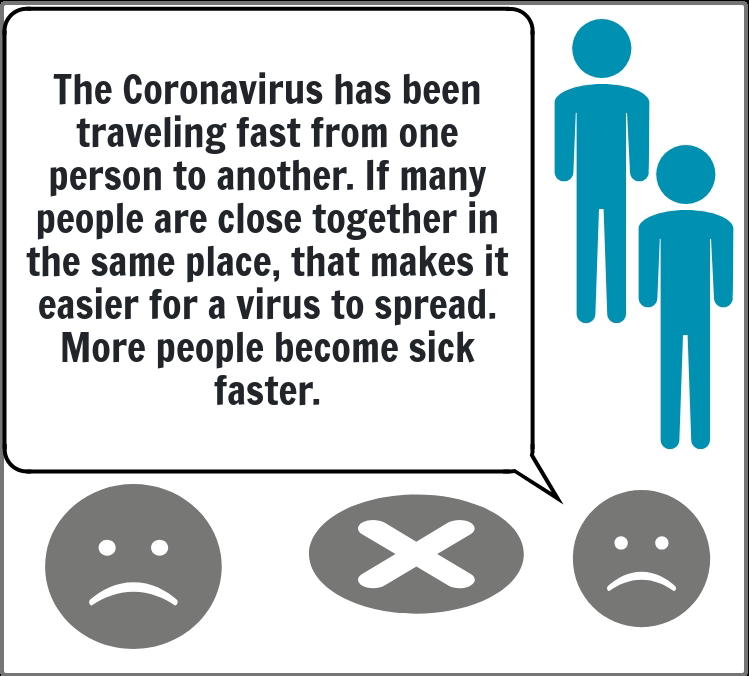 The Coronavirus has been
traveling fast from one
person to another. If many
people are close together in
the same place, that makes it
easier for a virus to spread.
More people become sick
faster.